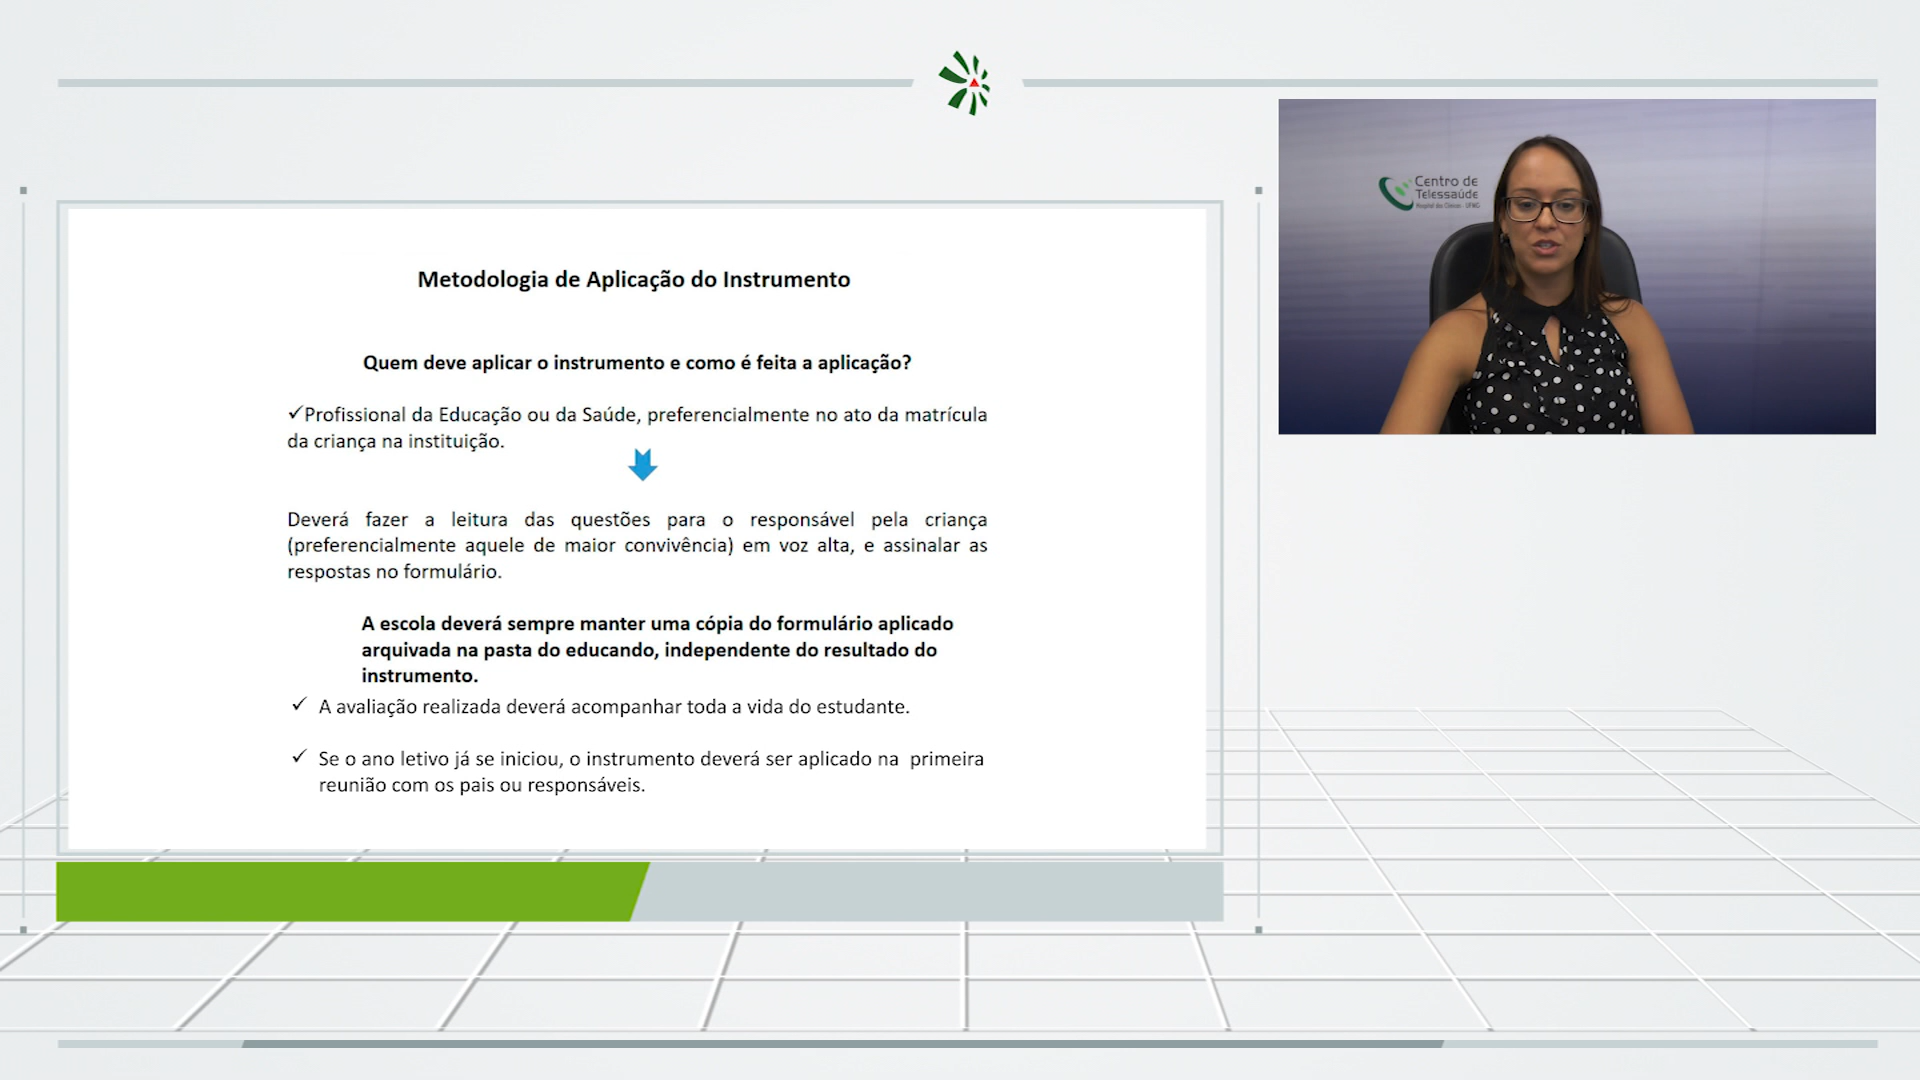 Centro de
Telessaúde
Hospital das Clínicas - UFMG
Metodologia de Aplicação do Instrumento
Quem deve aplicar o instrumento e como é feita a aplicação?
✓Profissional da Educação ou da Saúde, preferencialmente no ato da matrícula
da criança na instituição.
Deverá fazer a leitura das questões para o responsável pela criança
(preferencialmente aquele de maior convivência) em voz alta, e assinalar as
respostas no formulário.
A escola deverá sempre manter uma cópia do formulário aplicado
arquivada na pasta do educando, independente do resultado do
instrumento.
✓ A avaliação realizada deverá acompanhar toda a vida do estudante.
✓ Se o ano letivo já se iniciou, o instrumento deverá ser aplicado na primeira
reunião com os pais ou responsáveis.